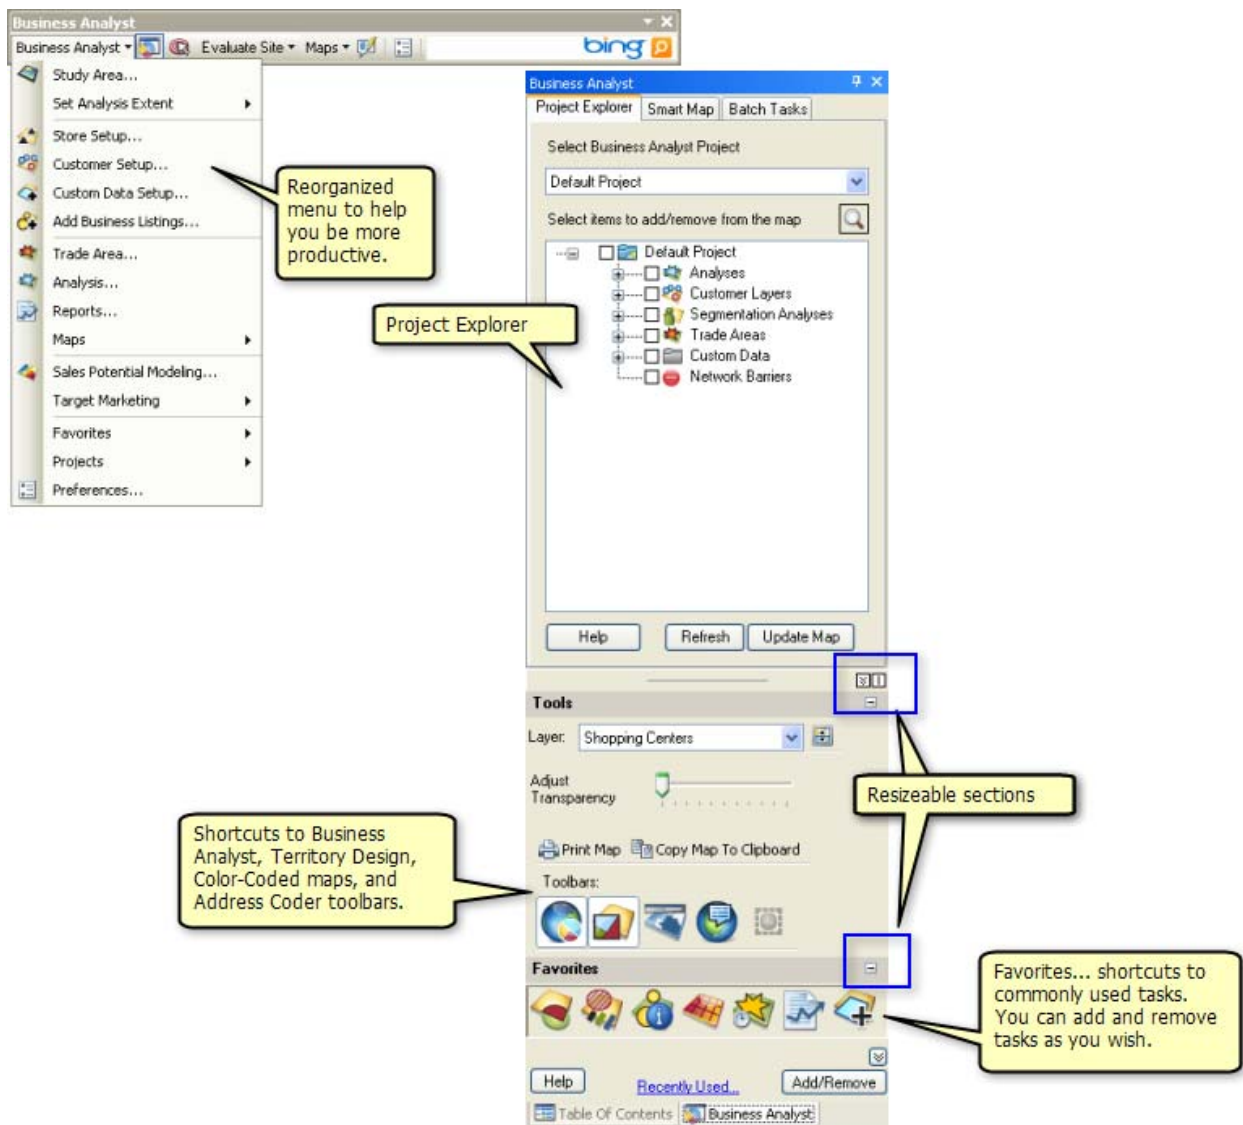 Business Analyst
Business Analyst
Evaluate Site
Maps
bing
Study Area...
Set Analysis Extent
Store Setup...
Customer Setup...
Custom Data Setup...
Add Business Listings...
Trade Area...
Analysis...
Reports...
Maps
Sales Potential Modeling...
Target Marketing
Favorites
Projects
Preferences...
Reorganized
menu to help
you be more
productive.
Business Analyst
Project Explorer
Smart Map
Batch Tasks
Select Business Analyst Project
Default Project
Select items to add/remove from the map
Default Project
Analyses
Customer Layers
Segmentation Analyses
Trade Areas
Custom Data
Network Barriers
Project Explorer
Help
Refresh
Update Map
Tools
Layer:
Shopping Centers
Adjust
Transparency
Resizeable sections
Print Map
Copy Map To Clipboard
Toolbars:
Shortcuts to Business
Analyst, Territory Design,
Color-Coded maps, and
Address Coder toolbars.
Favorites
Favorites... shortcuts to
commonly used tasks.
You can add and remove
tasks as you wish.
Help
Recently Used...
Add/Remove
Table Of Contents
Business Analyst